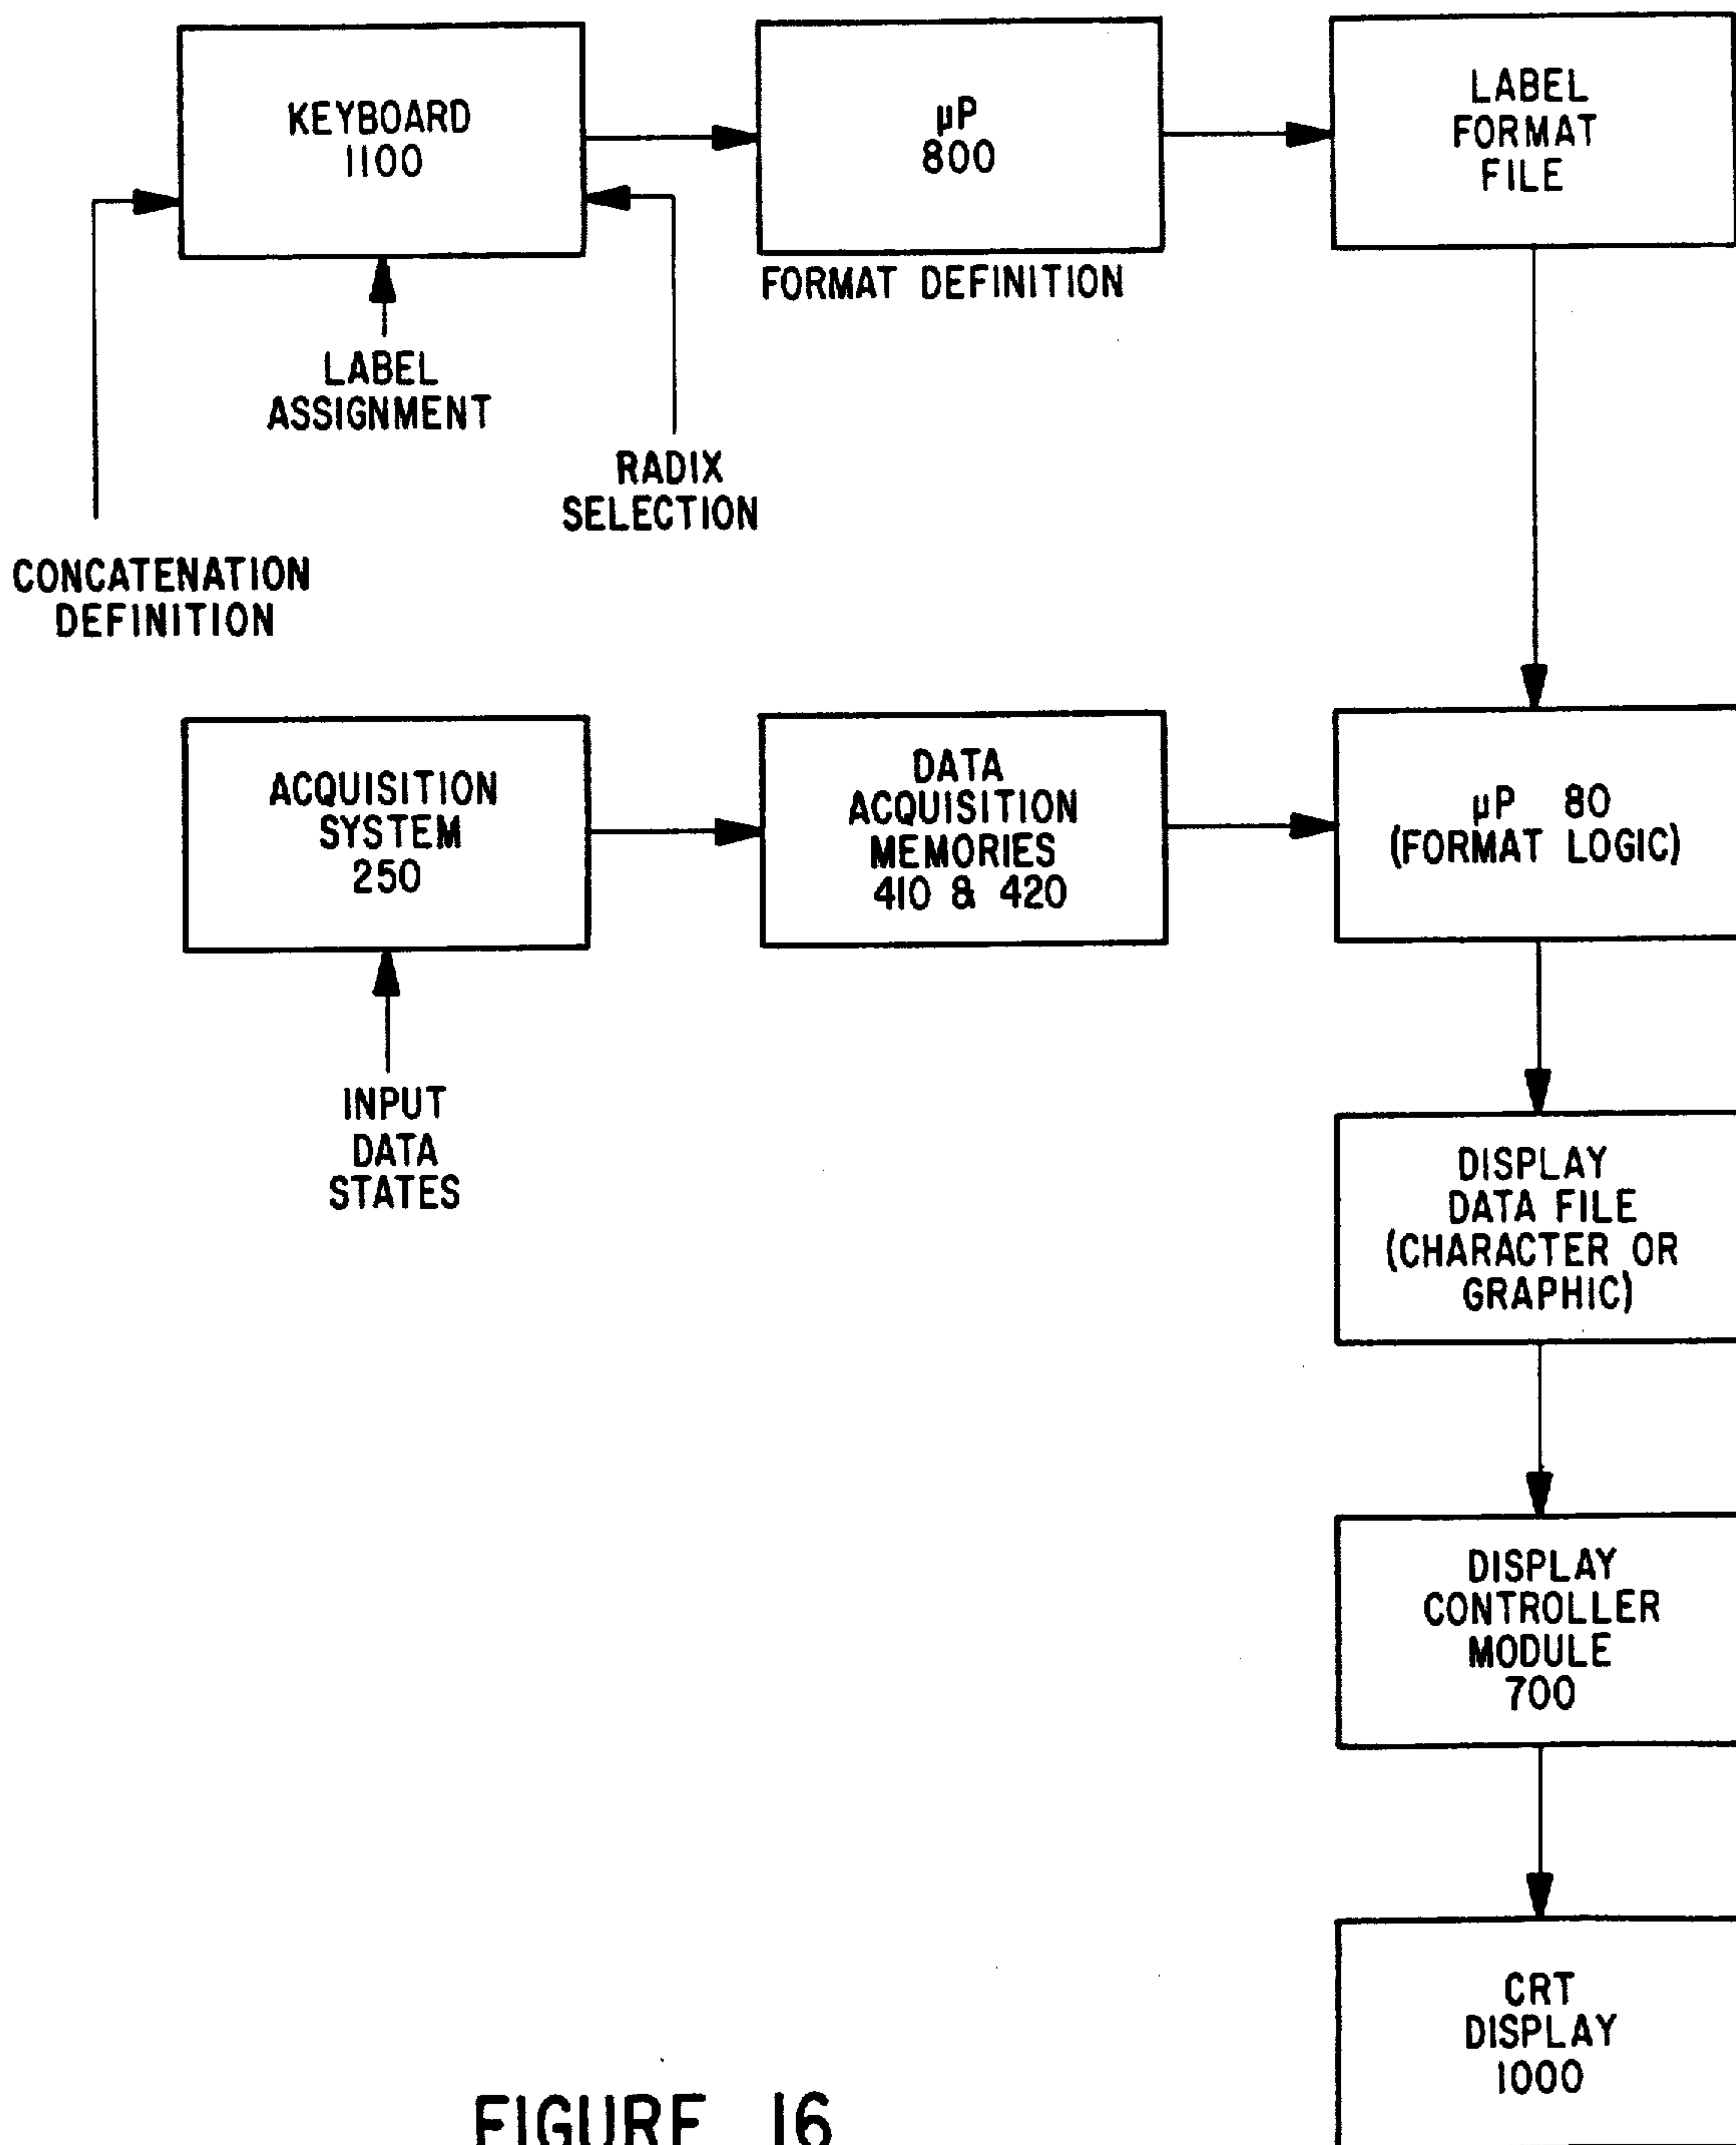 KEYBOARD
1100
µP
800
LABEL
FORMAT
FILE
FORMAT DEFINITION
LABEL
ASSIGNMENT
RADIX
SELECTION
CONCATENATION
DEFINITION
ACQUISITION
SYSTEM
250
DATA
ACQUISITION
MEMORIES
410 & 420
µP 80
(FORMAT LOGIC)
INPUT
DATA
STATES
DISPLAY
DATA FILE
(CHARACTER OR
GRAPHIC)
DISPLAY
CONTROLLER
MODULE
700
CRT
DISPLAY
1000
FIGURE 16